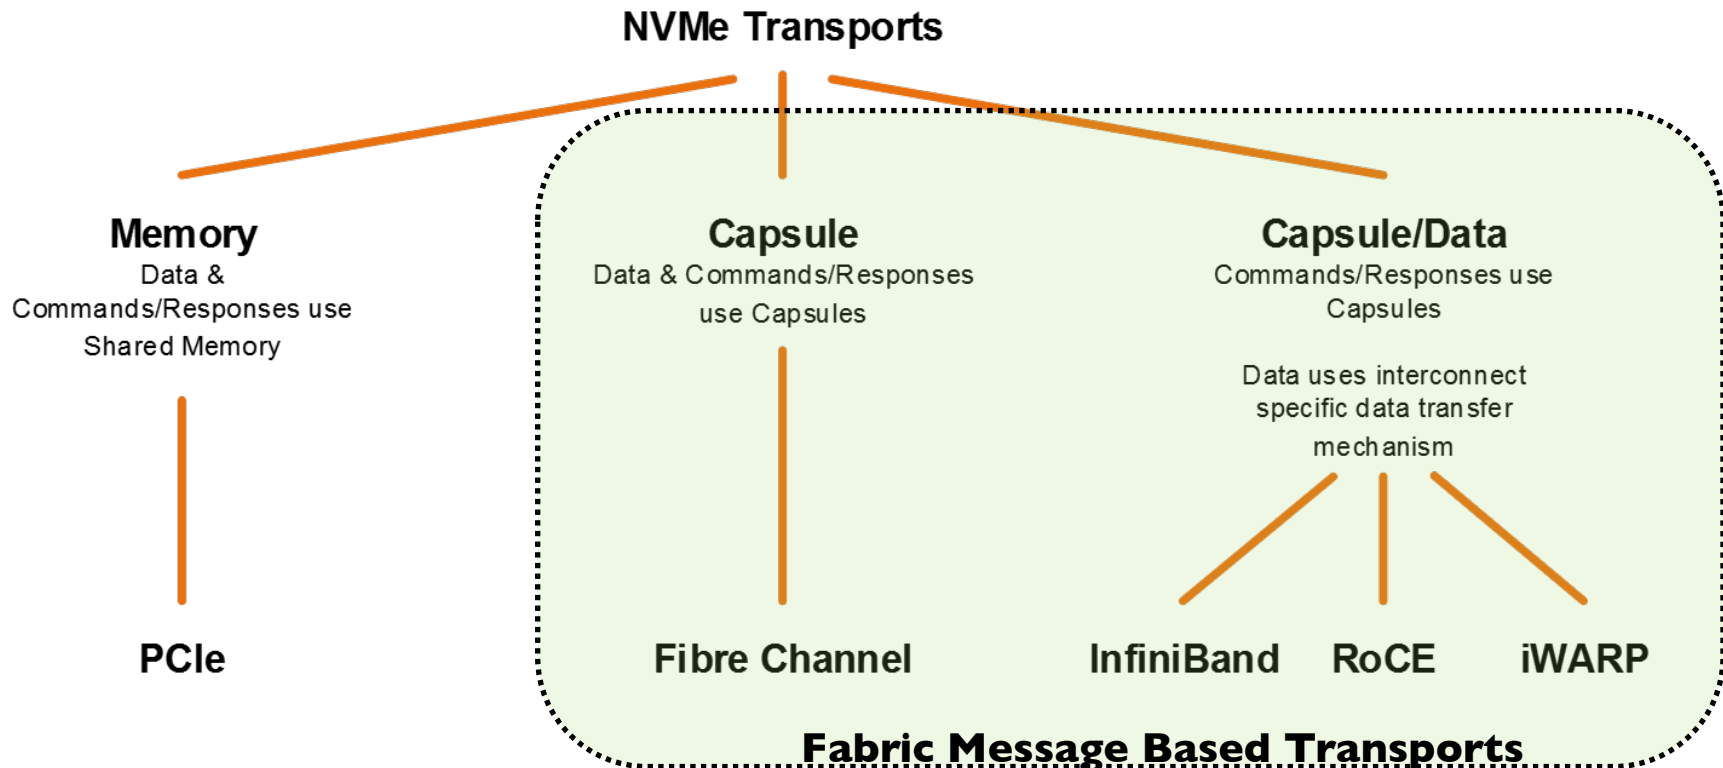 NVMe Transports
Memory
Data &
Commands/Responses use
Shared Memory
Capsule
Data & Commands/Responses
use Capsules
Capsule/Data
Commands/Responses use
Capsules
Data uses interconnect
specific data transfer
mechanism
PCIe
Fibre Channel
InfiniBand
RoCE
iWARP
Fabric Message Based Transports